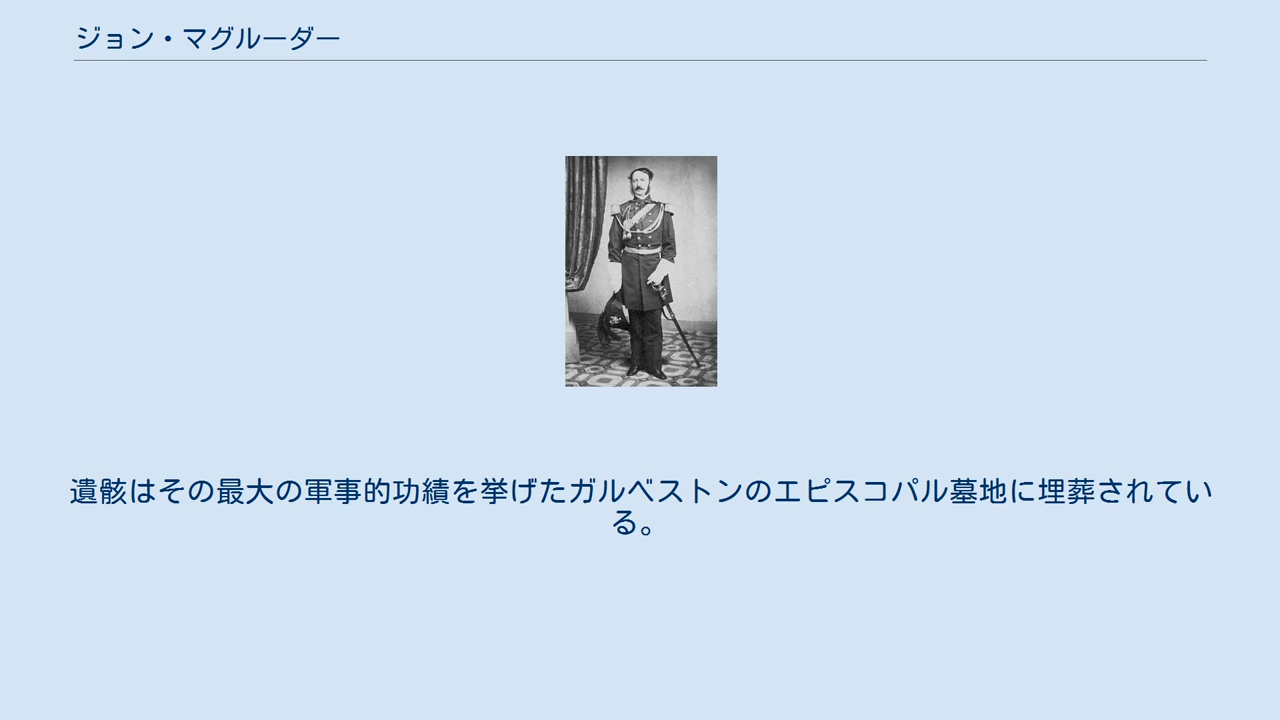 ジョン・マグルーダー
遺骸はその最大の軍事的功績を挙げたガルベストンのエピスコパル墓地に埋葬されてい
る。